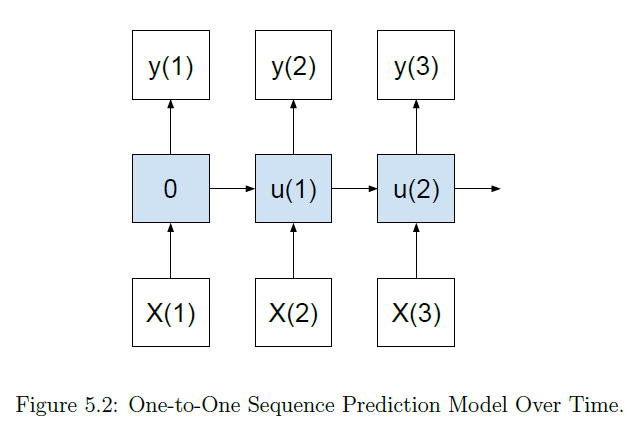 y(1) y(2) y(3)
0 u(1) u(2)
X(1) X(2) X(3)
Figure 5.2: One-to-One Sequence Prediction Model Over Time.